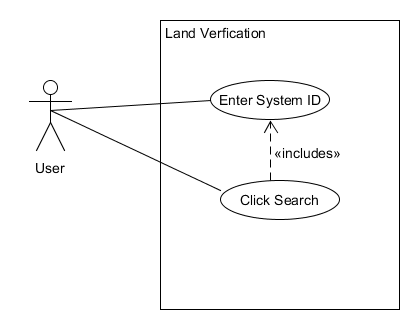 Land Verfication
Enter System ID
«includes»
User
Click Search